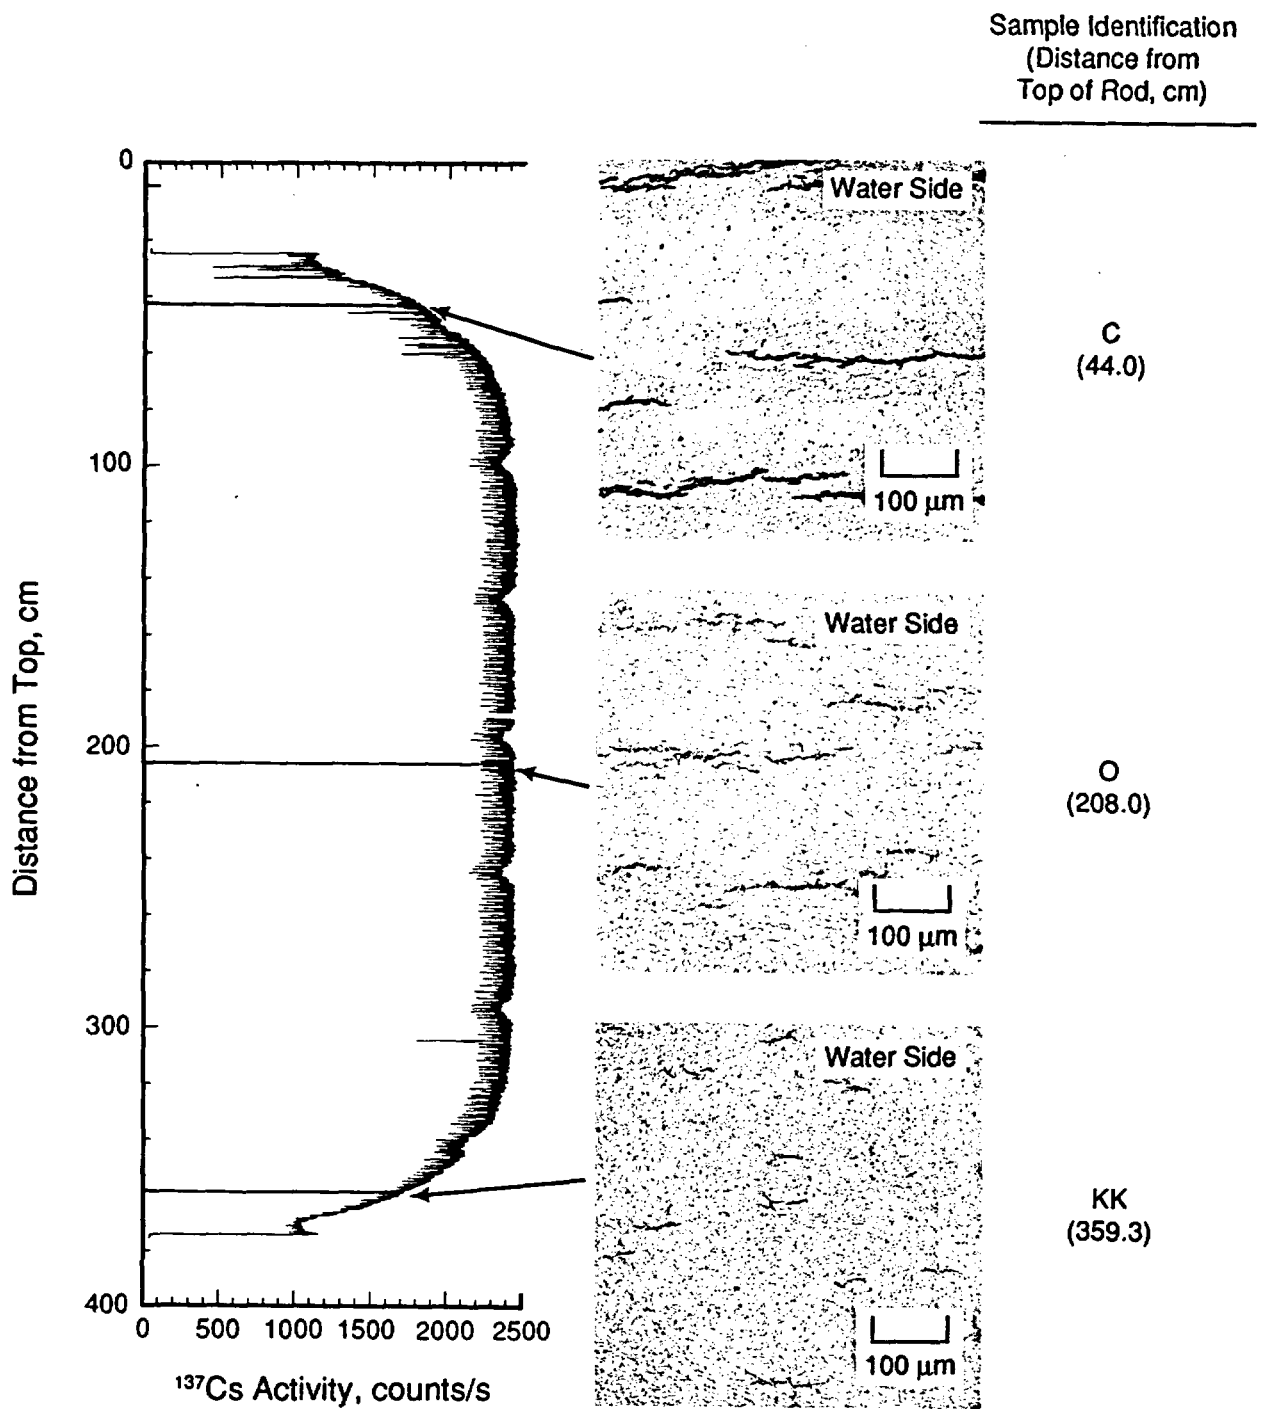 Sample Identification
(Distance from
Top of Rod, cm)
0
100
200
300
400
Distance from Top, cm
0 500 1000 1500 2000 2500
¹³⁷Cs Activity, counts/s
Water Side
100 μm
C
(44.0)
Water Side
100 μm
O
(208.0)
Water Side
100 μm
KK
(359.3)